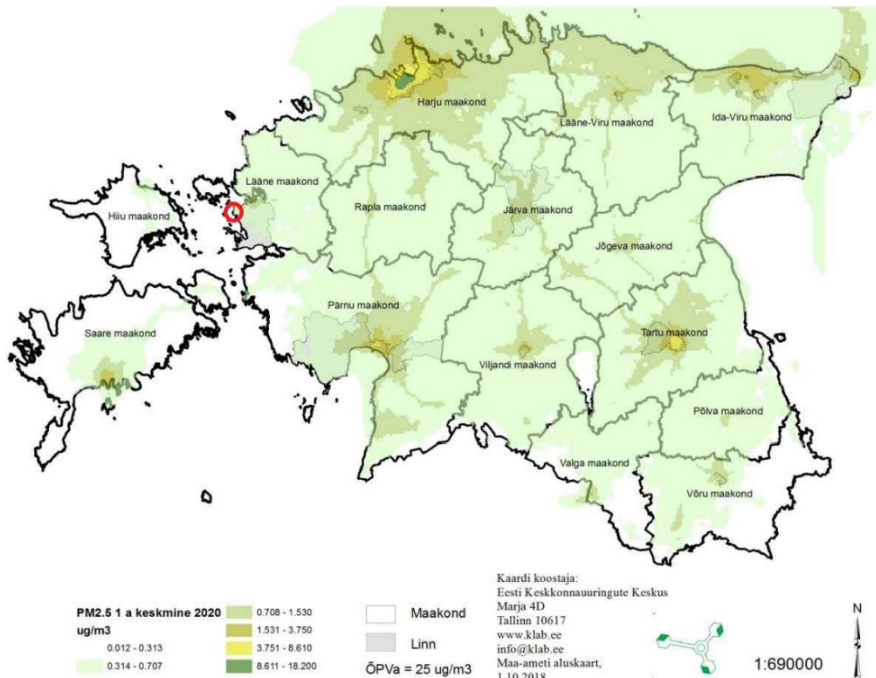 Harju maakond
Lääne-Viru maakond
Ida-Viru maakond
Lääne maakond
Hiiu maakond
Rapla maakond
Järva maakond
Jõgeva maakond
Pärnu maakond
Saare maakond
Tartu maakond
Viljandi maakond
Põlva maakond
Valga maakond
Võru maakond
PM2.5 1 a keskmine 2020
ug/m3
0.012 - 0.313
0.314 - 0.707
0.708 - 1.530
1.531 - 3.750
3.751 - 8.610
8.611 - 18.200
Maakond
Linn
ÕPVa = 25 ug/m3
Kaardi koostaja:
Eesti Keskkonnauuringute Keskus
Marja 4D
Tallinn 10617
www.klab.ee
info@klab.ee
Maa-ameti aluskaart,
1.10.2018
N
1:690000